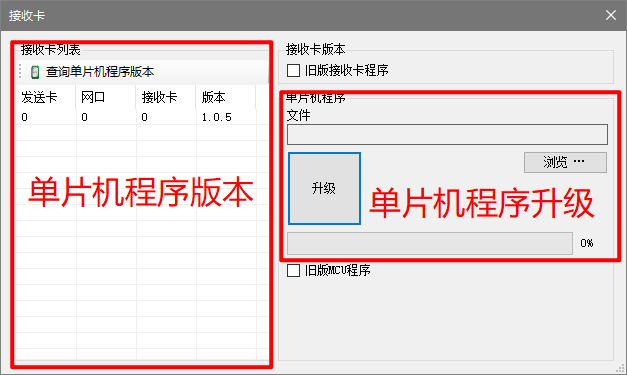 接收卡
接收卡列表
查询单片机程序版本
发送卡 网口 接收卡 版本
0 0 0 1.0.5
单片机程序版本
接收卡版本
旧版接收卡程序
单片机程序
文件
浏览 ...
升级
单片机程序升级
0%
旧版MCU程序